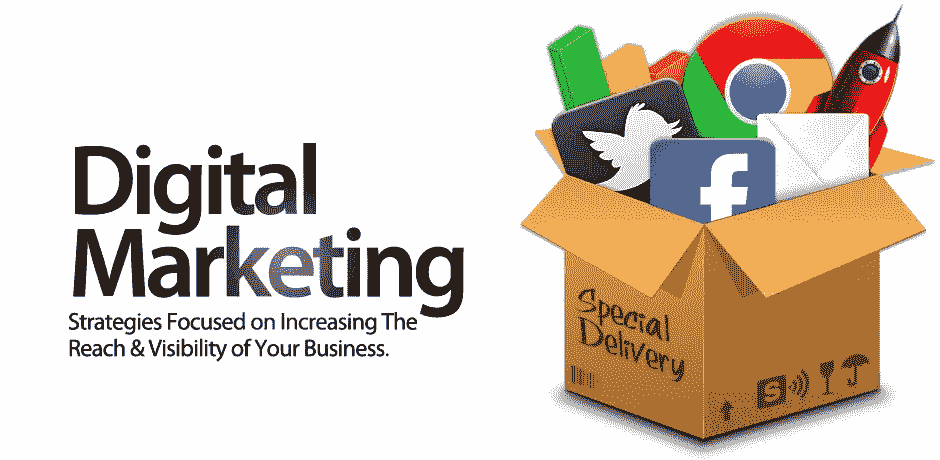 Digital
Marketing
Strategies Focused on Increasing The
Reach & Visibility of Your Business.
f
Special
Delivery
S